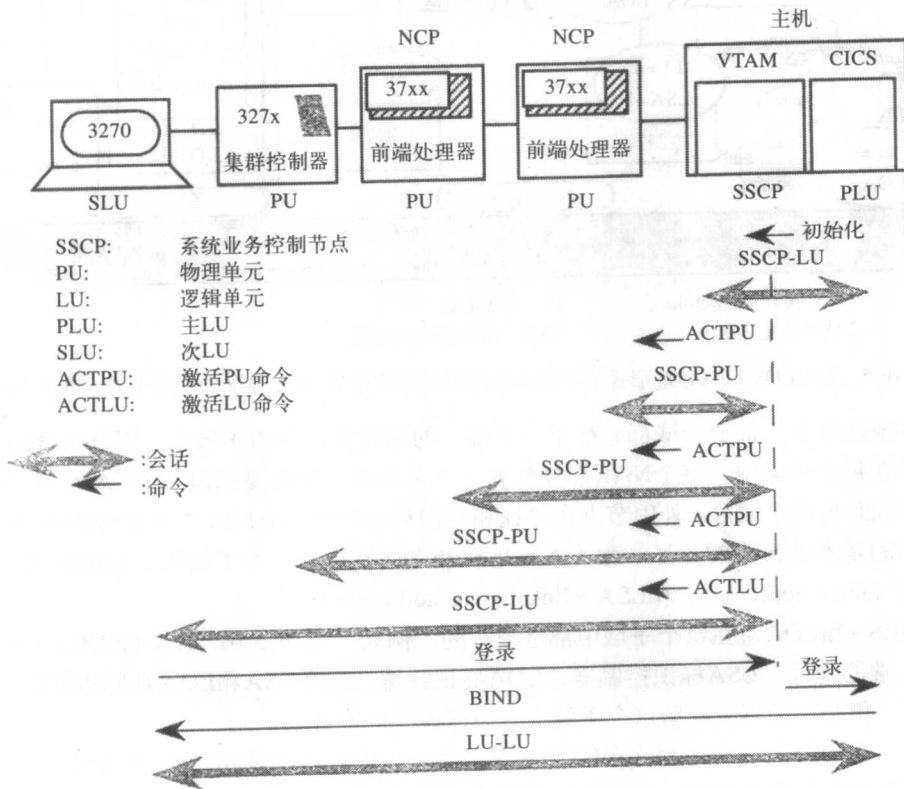 主机
NCP
NCP
VTAM
CICS
37xx
37xx
3270
327x
集群控制器
前端处理器
前端处理器
SLU
PU
PU
PU
SSCP
PLU
SSCP: 系统业务控制节点
PU: 物理单元
LU: 逻辑单元
PLU: 主LU
SLU: 次LU
ACTPU: 激活PU命令
ACTLU: 激活LU命令
:会话
:命令
初始化
SSCP-LU
ACTPU
SSCP-PU
ACTPU
SSCP-PU
ACTPU
SSCP-PU
ACTLU
SSCP-LU
登录
登录
BIND
LU-LU